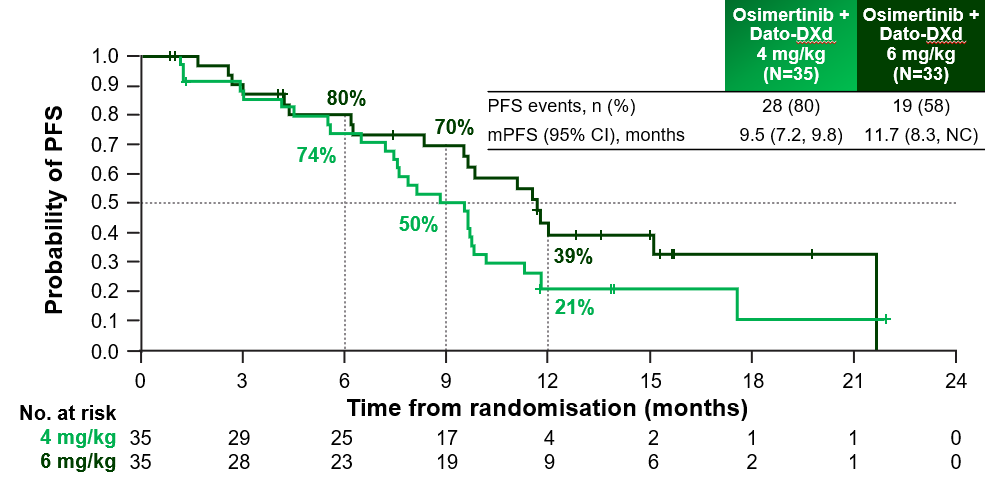 Osimertinib +
Dato-DXd
4 mg/kg
(N=35)
Osimertinib +
Dato-DXd
6 mg/kg
(N=33)
PFS events, n (%) 28 (80) 19 (58)
mPFS (95% CI), months 9.5 (7.2, 9.8) 11.7 (8.3, NC)
Probability of PFS
1.0
0.9
0.8
0.7
0.6
0.5
0.4
0.3
0.2
0.1
0.0
80%
70%
74%
50%
39%
21%
0 3 6 9 12 15 18 21 24
Time from randomisation (months)
No. at risk
4 mg/kg 35 29 25 17 4 2 1 1 0
6 mg/kg 35 28 23 19 9 6 2 1 0